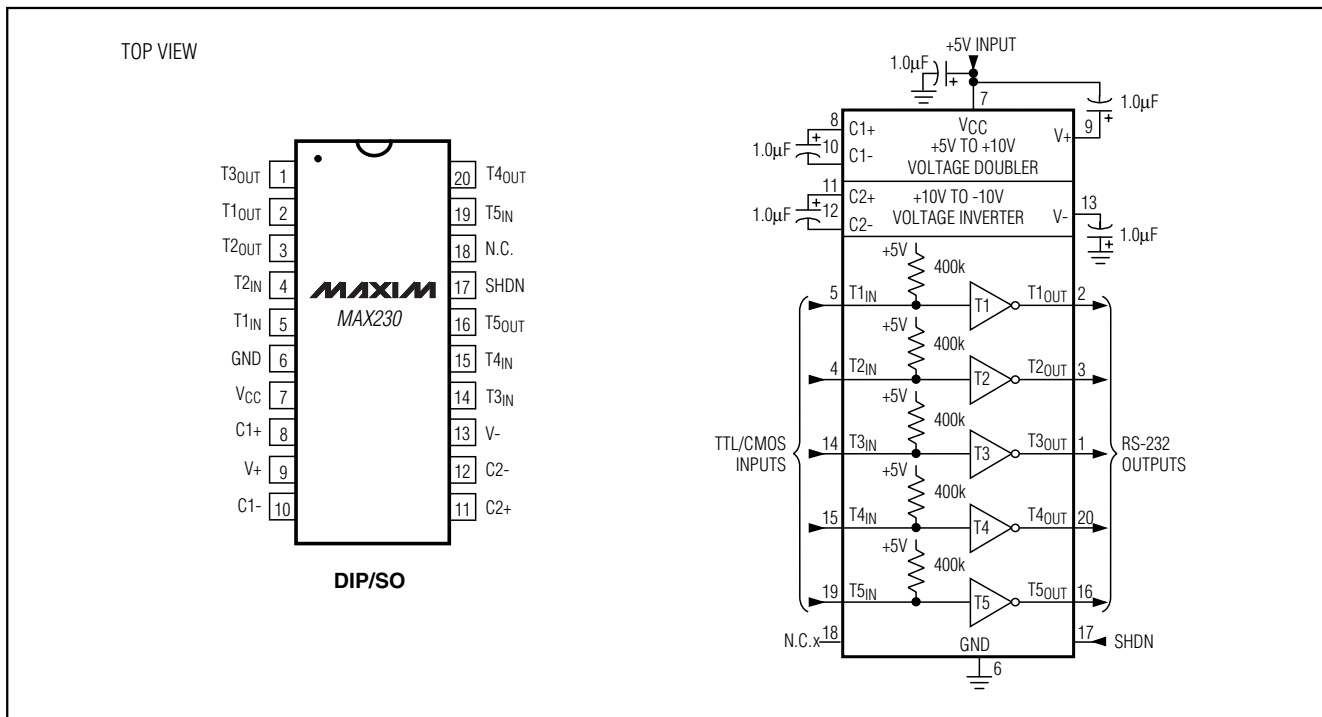 TOP VIEW
T3OUT 1
T1OUT 2
T2OUT 3
T2IN 4
T1IN 5
GND 6
VCC 7
C1+ 8
V+ 9
C1- 10
20 T4OUT
19 T5IN
18 N.C.
17 SHDN
16 T5OUT
15 T4IN
14 T3IN
13 V-
12 C2-
11 C2+
MAXIM
MAX230
DIP/SO
+5V INPUT
1.0µF +
7
1.0µF
+
8 C1+
1.0µF + 10
C1-
VCC
+5V TO +10V
VOLTAGE DOUBLER
V+ 9
11 C2+
1.0µF + 12
C2-
+10V TO -10V
VOLTAGE INVERTER
V- 13
1.0µF
+
+5V
400k
5 T1IN T1 T1OUT 2
+5V
400k
4 T2IN T2 T2OUT 3
+5V
400k
14 T3IN T3 T3OUT 1
TTL/CMOS
INPUTS
RS-232
OUTPUTS
+5V
400k
15 T4IN T4 T4OUT 20
+5V
400k
19 T5IN T5 T5OUT 16
N.C.x 18
17 SHDN
GND
6